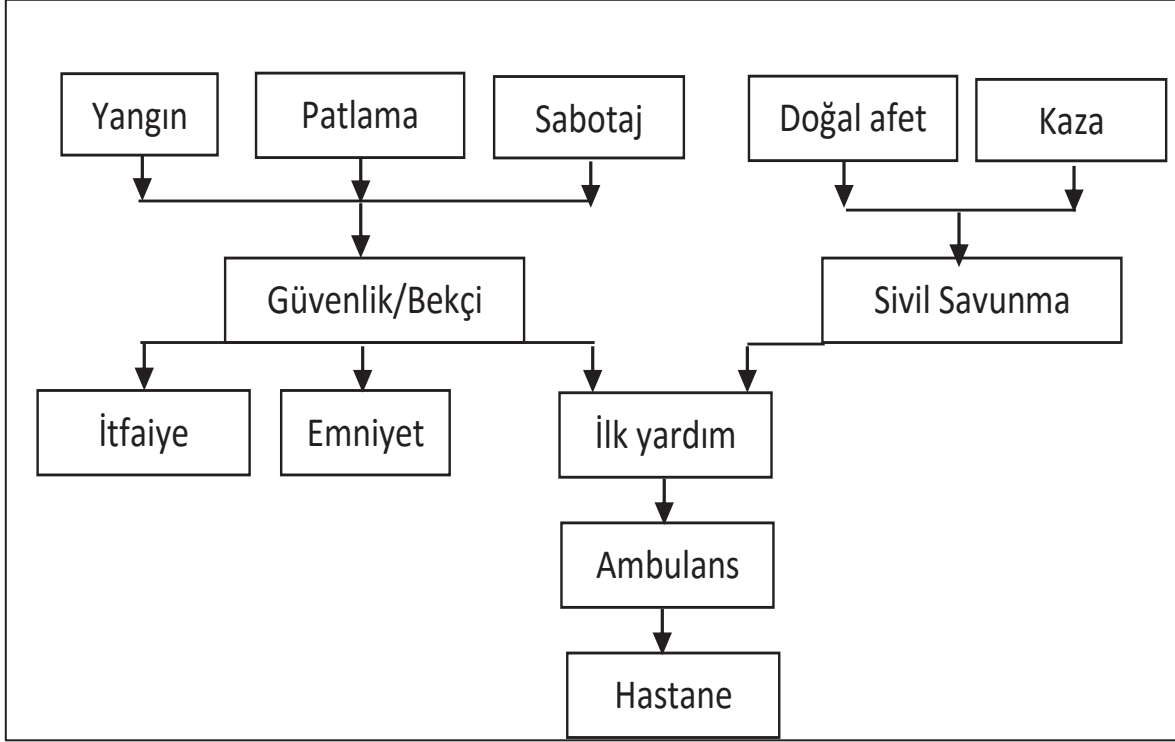 Yangın
Patlama
Sabotaj
Doğal afet
Kaza
Güvenlik/Bekçi
Sivil Savunma
İtfaiye
Emniyet
İlk yardım
Ambulans
Hastane